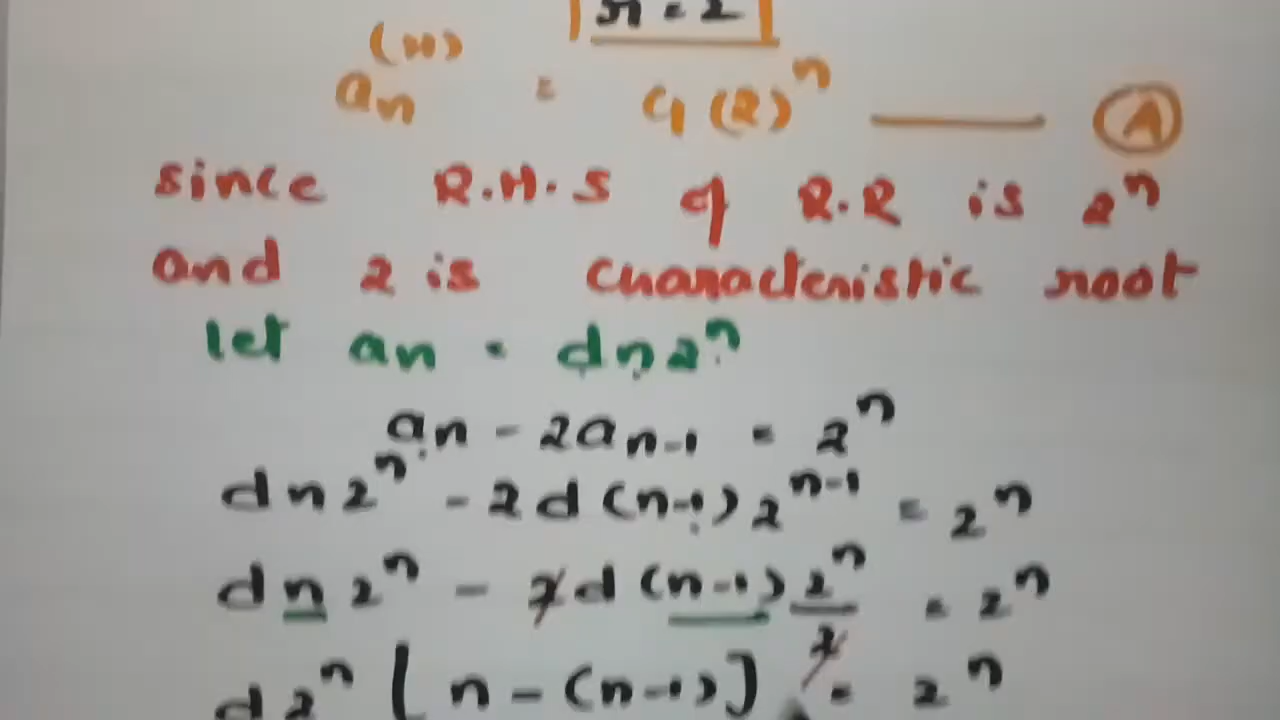 r = 2
an^(H) = c1 (2)^n —— (A)
since R.H.S of R.R is 2^n
and 2 is characteristic root
let an = dn2^n
an - 2an-1 = 2^n
dn2^n - 2d(n-1)2^n-1 = 2^n
dn2^n - 2d(n-1) 2^n/2 = 2^n
d2^n [n-(n-1)] = 2^n